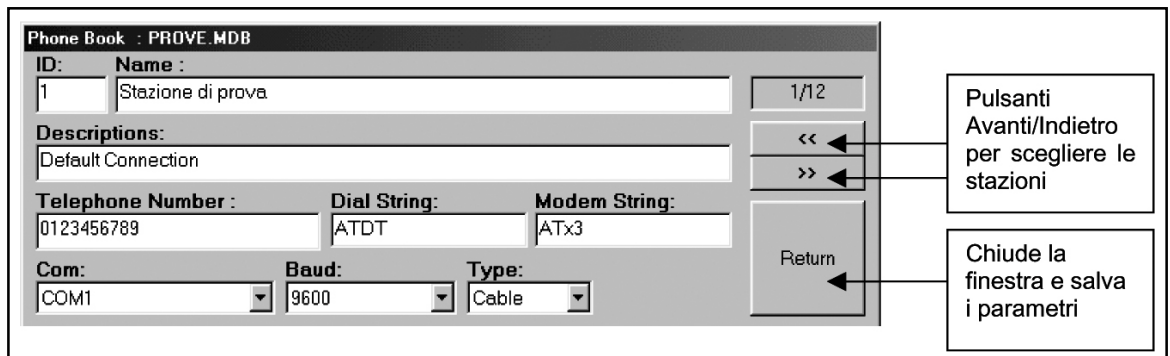 Phone Book : PROVE.MDB
ID: Name :
1 Stazione di prova 1/12
Descriptions:
Default Connection
<<
>>
Telephone Number : Dial String: Modem String:
0123456789 ATDT ATx3
Com: Baud: Type:
COM1 9600 Cable
Return
Pulsanti
Avanti/Indietro
per scegliere le
stazioni
Chiude la
finestra e salva
i parametri